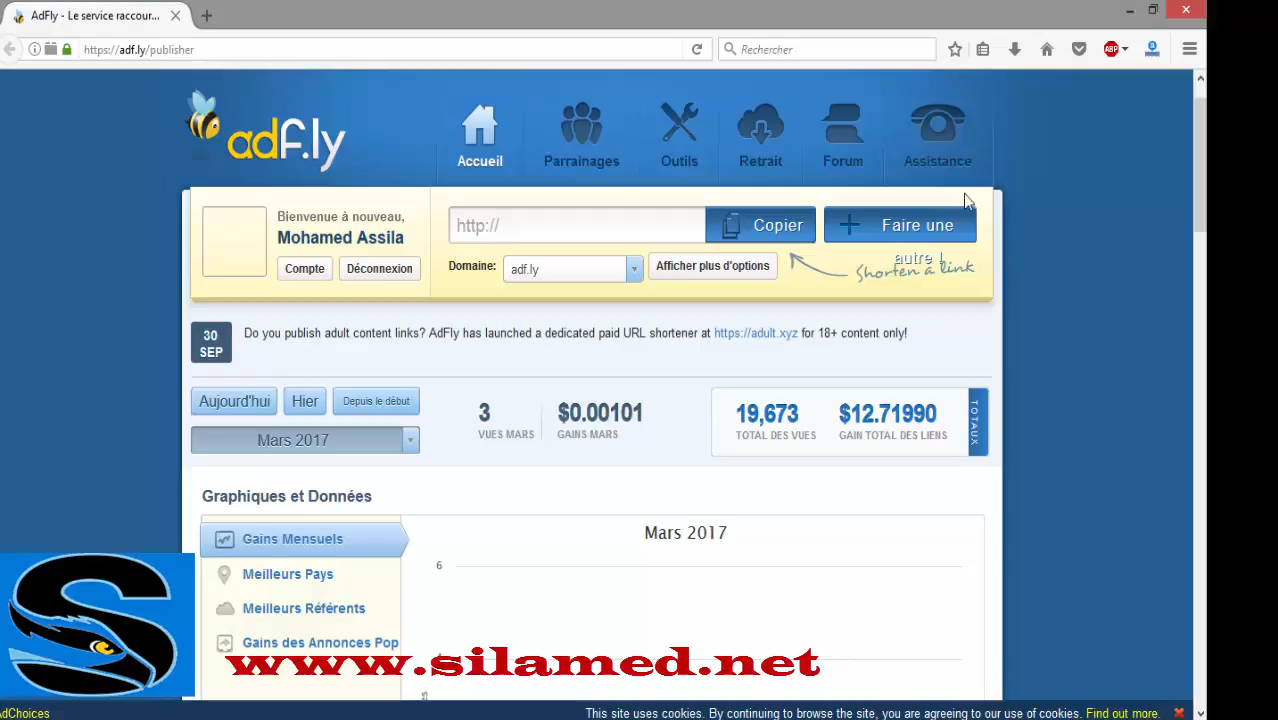 AdFly - Le service raccour...
https://adf.ly/publisher
Rechercher
ABP
adf.ly
Accueil
Parrainages
Outils
Retrait
Forum
Assistance
Bienvenue à nouveau,
Mohamed Assila
Compte
Déconnexion
http://
Copier
Faire une
autre !
Domaine:
adf.ly
Afficher plus d'options
Shorten a link
30
SEP
Do you publish adult content links? AdFly has launched a dedicated paid URL shortener at https://adult.xyz for 18+ content only!
Aujourd'hui
Hier
Depuis le début
Mars 2017
3
VUES MARS
$0.00101
GAINS MARS
19,673
TOTAL DES VUES
$12.71990
GAIN TOTAL DES LIENS
TOTAUX
Graphiques et Données
Gains Mensuels
Meilleurs Pays
Meilleurs Référents
Gains des Annonces Pop
Mars 2017
6
4
www.silamed.net
AdChoices
This site uses cookies. By continuing to browse the site, you are agreeing to our use of cookies. Find out more.